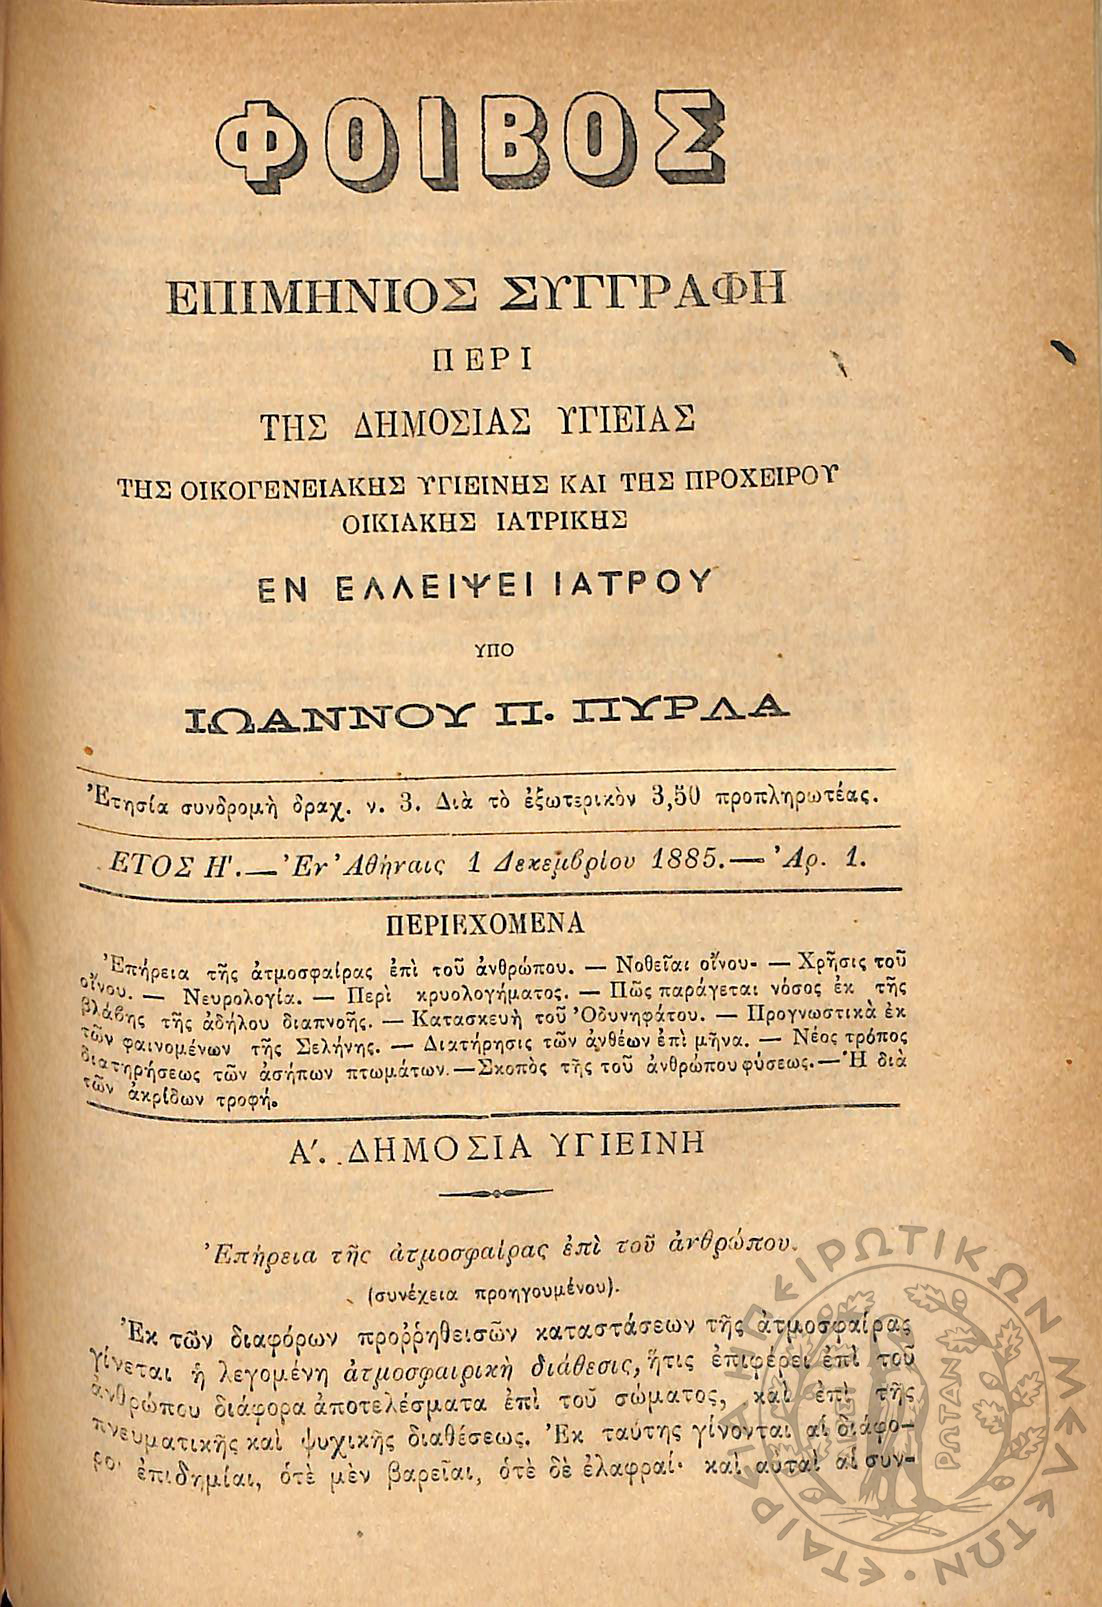 ΦΟΙΒΟΣ
ΕΠΙΜΗΝΙΟΣ ΣΥΓΓΡΑΦΗ
ΠΕΡΙ
ΤΗΣ ΔΗΜΟΣΙΑΣ ΥΓΙΕΙΑΣ
ΤΗΣ ΟΙΚΟΓΕΝΕΙΑΚΗΣ ΥΓΙΕΙΝΗΣ ΚΑΙ ΤΗΣ ΠΡΟΧΕΙΡΟΥ
ΟΙΚΙΑΚΗΣ ΙΑΤΡΙΚΗΣ
ΕΝ ΕΛΛΕΙΨΕΙ ΙΑΤΡΟΥ
ΥΠΟ
ΙΩΑΝΝΟΥ Π. ΠΥΡΛΑ
Ἐτησία συνδρομὴ δραχ. ν. 3. Διὰ τὸ ἐξωτερικὸν 3,50 προπληρωτέας.
ΕΤΟΣ Η'.— Ἐν Ἀθήναις 1 Δεκεμβρίου 1885.— Ἀρ. 1.
ΠΕΡΙΕΧΟΜΕΝΑ
Ἐπήρεια τῆς ἀτμοσφαίρας ἐπὶ τοῦ ἀνθρώπου. — Νοθεῖαι οἴνου- — Χρῆσις τοῦ
οἴνου. — Νευρολογία. — Περὶ κρυολογήματος. — Πῶς παράγεται νόσος ἐκ τῆς
βλάβης τῆς ἀδήλου διαπνοῆς. — Κατασκευὴ τοῦ Ὀδυνηφάτου. — Προγνωστικὰ ἐκ
τῶν φαινομένων τῆς Σελήνης. — Διατήρησις τῶν ἀνθέων ἐπὶ μῆνα. — Νέος τρόπος
διατηρήσεως τῶν ἀσήπων πτωμάτων.—Σκοπὸς τῆς τοῦ ἀνθρώπου φύσεως.—Ἡ διὰ
τῶν ἀκρίδων τροφή.
Α'. ΔΗΜΟΣΙΑ ΥΓΙΕΙΝΗ
Ἐπήρεια τῆς ἀτμοσφαίρας ἐπὶ τοῦ ἀνθρώπου.
(συνέχεια προηγουμένου).
Ἐκ τῶν διαφόρων προῤῥηθεισῶν καταστάσεων τῆς ἀτμοσφαίρας
γίνεται ἡ λεγομένη ἀτμοσφαιρικὴ διάθεσις, ἥτις ἐπιφέρει ἐπὶ τοῦ
ἀνθρώπου διάφορα ἀποτελέσματα ἐπὶ τοῦ σώματος, καὶ ἐπὶ τῆς
πνευματικῆς καὶ ψυχικῆς διαθέσεως. Ἐκ ταύτης γίνονται αἱ διάφο-
ροι ἐπιδημίαι, ὁτὲ μὲν βαρεῖαι, ὁτὲ δὲ ἐλαφραί· καὶ αὐταὶ αἱ συν-
ΕΤΑΙΡΕΙΑ ΗΠΕΙΡΩΤΙΚΩΝ ΜΕΛΕΤΩΝ